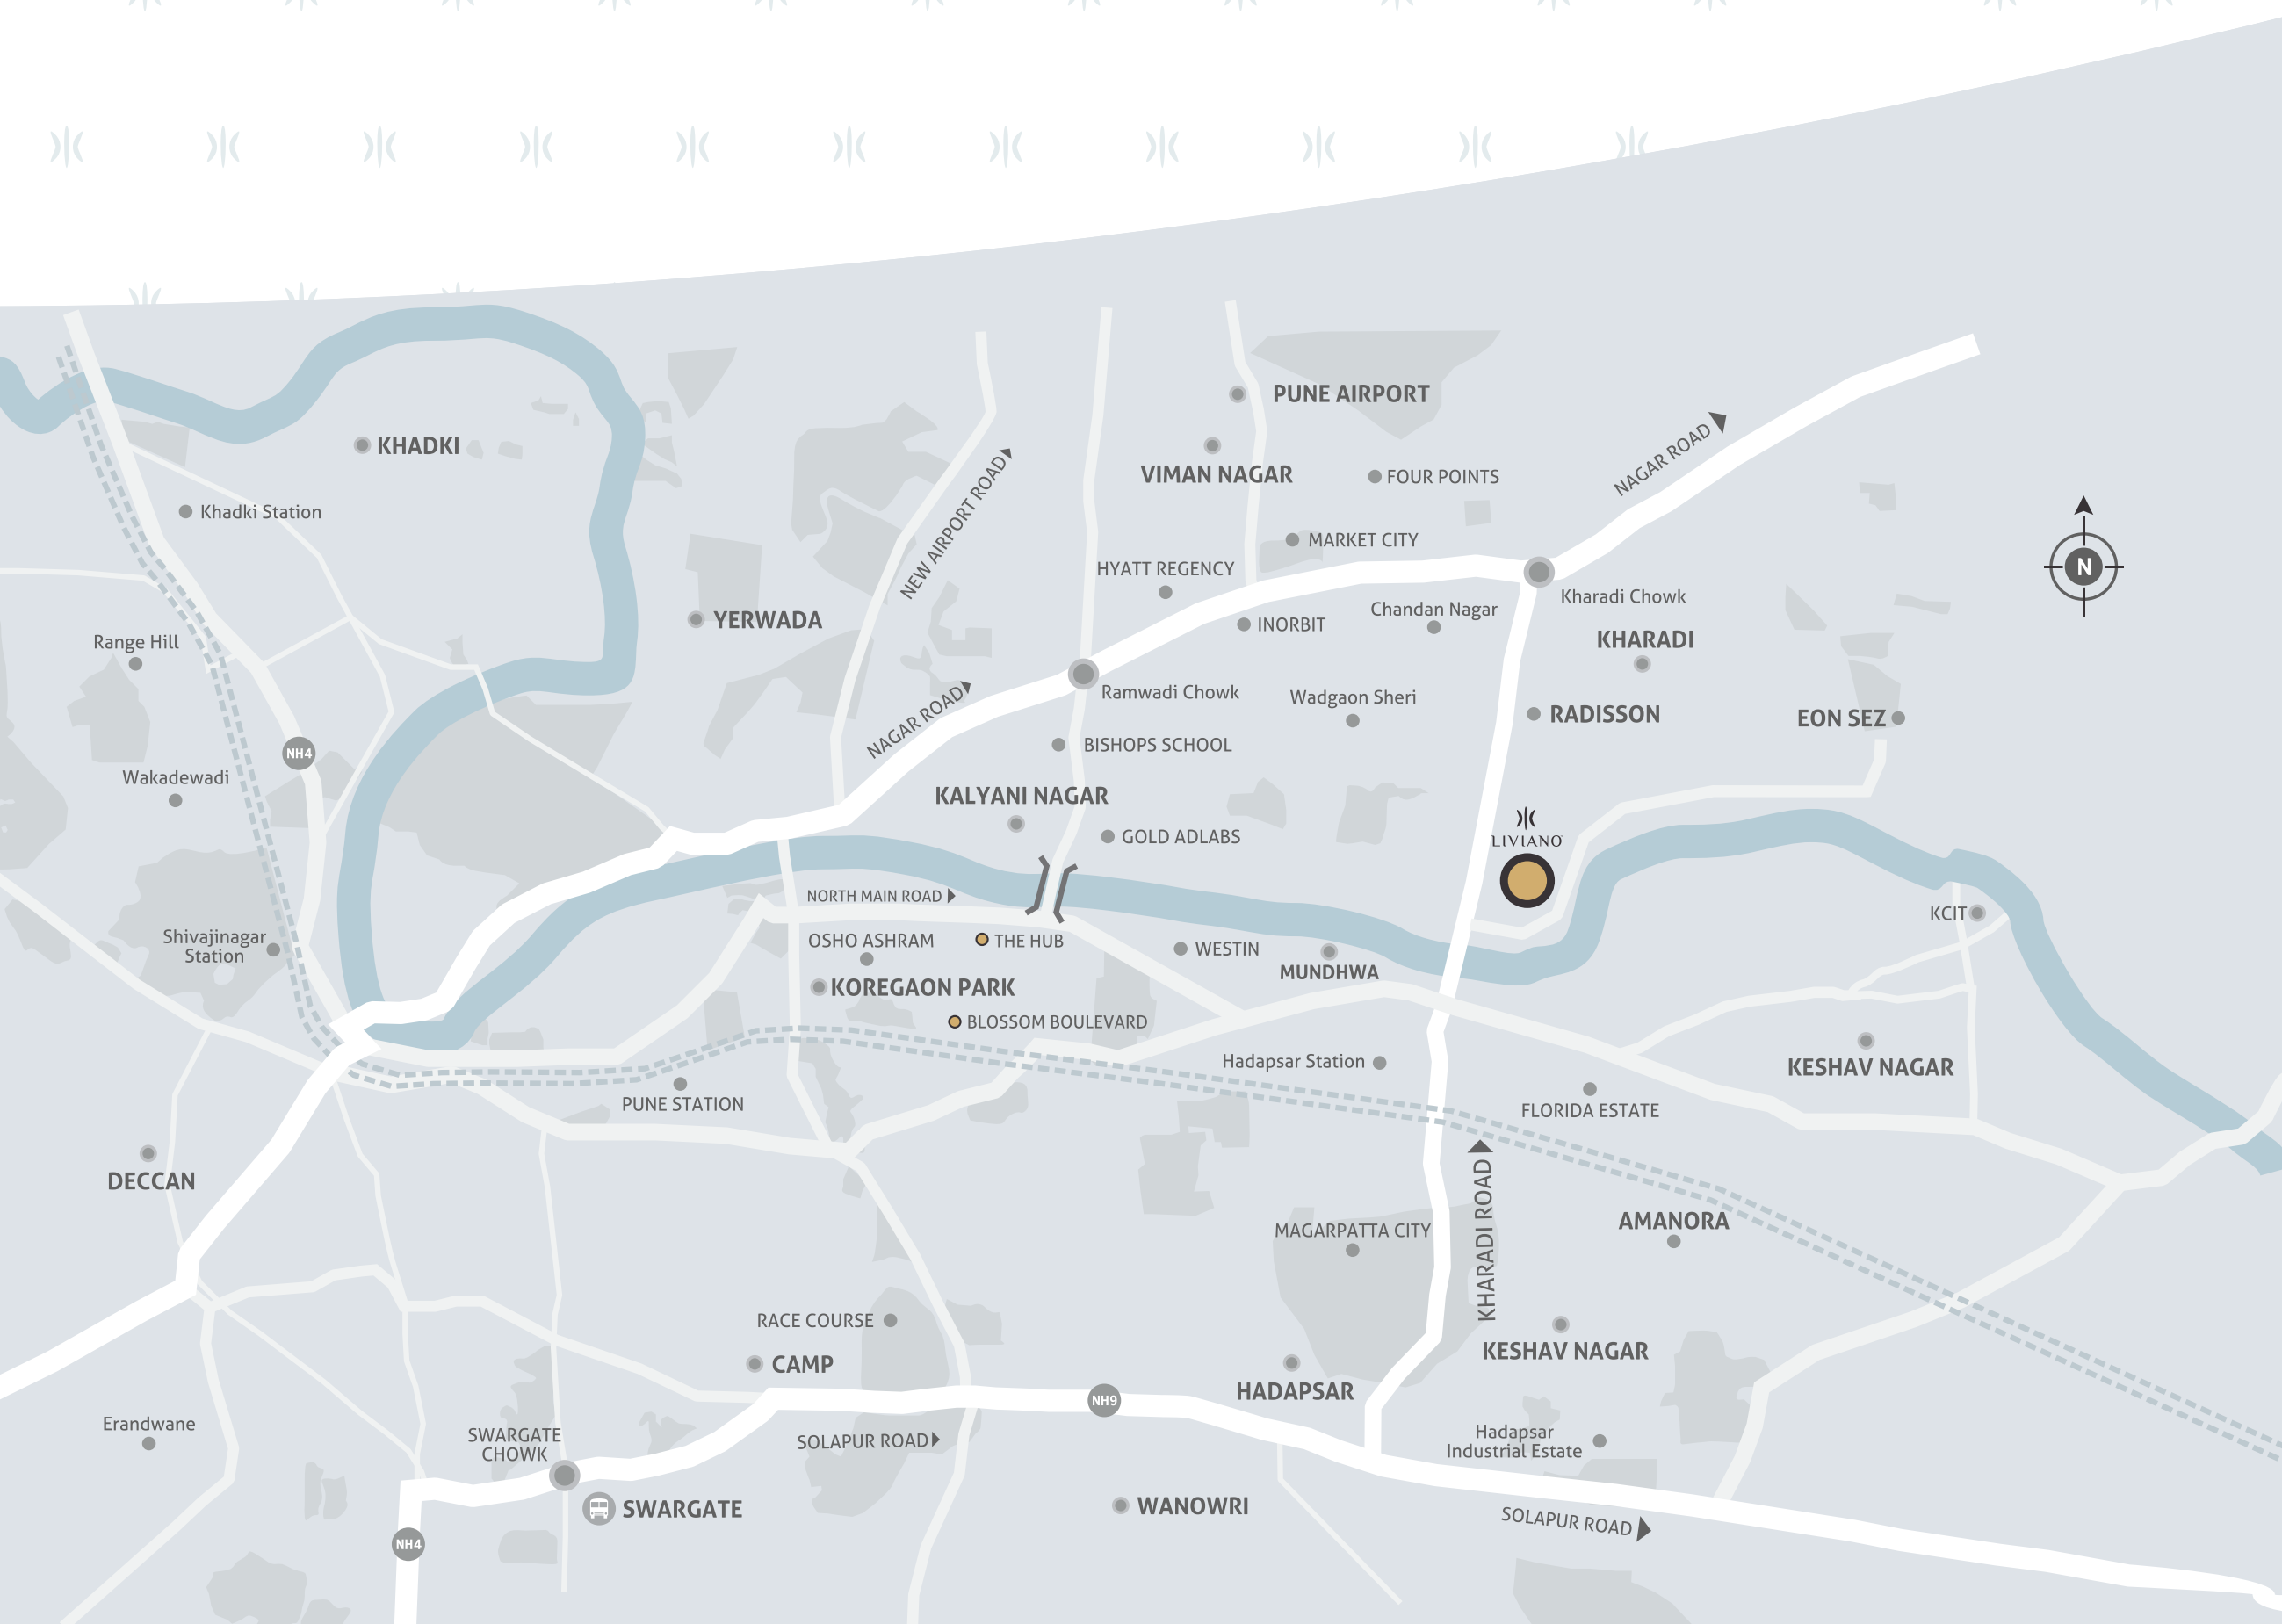 PUNE AIRPORT
KHADKI
VIMAN NAGAR
FOUR POINTS
NAGAR ROAD
Khadki Station
NEW AIRPORT ROAD
MARKET CITY
HYATT REGENCY
N
Kharadi Chowk
Chandan Nagar
YERWADA
INORBIT
KHARADI
Range Hill
Ramwadi Chowk
Wadgaon Sheri
NAGAR ROAD
RADISSON
EON SEZ
NH4
BISHOPS SCHOOL
Wakadewadi
KALYANI NAGAR
GOLD ADLABS
LIVIANO
NORTH MAIN ROAD
KCIT
Shivajinagar
Station
OSHO ASHRAM
THE HUB
WESTIN
MUNDHWA
KOREGAON PARK
BLOSSOM BOULEVARD
Hadapsar Station
KESHAV NAGAR
PUNE STATION
FLORIDA ESTATE
DECCAN
KHARADI ROAD
MAGARPATTA CITY
AMANORA
RACE COURSE
KESHAV NAGAR
CAMP
HADAPSAR
NH9
Erandwane
SWARGATE
CHOWK
SOLAPUR ROAD
Hadapsar
Industrial Estate
SWARGATE
WANOWRI
SOLAPUR ROAD
NH4